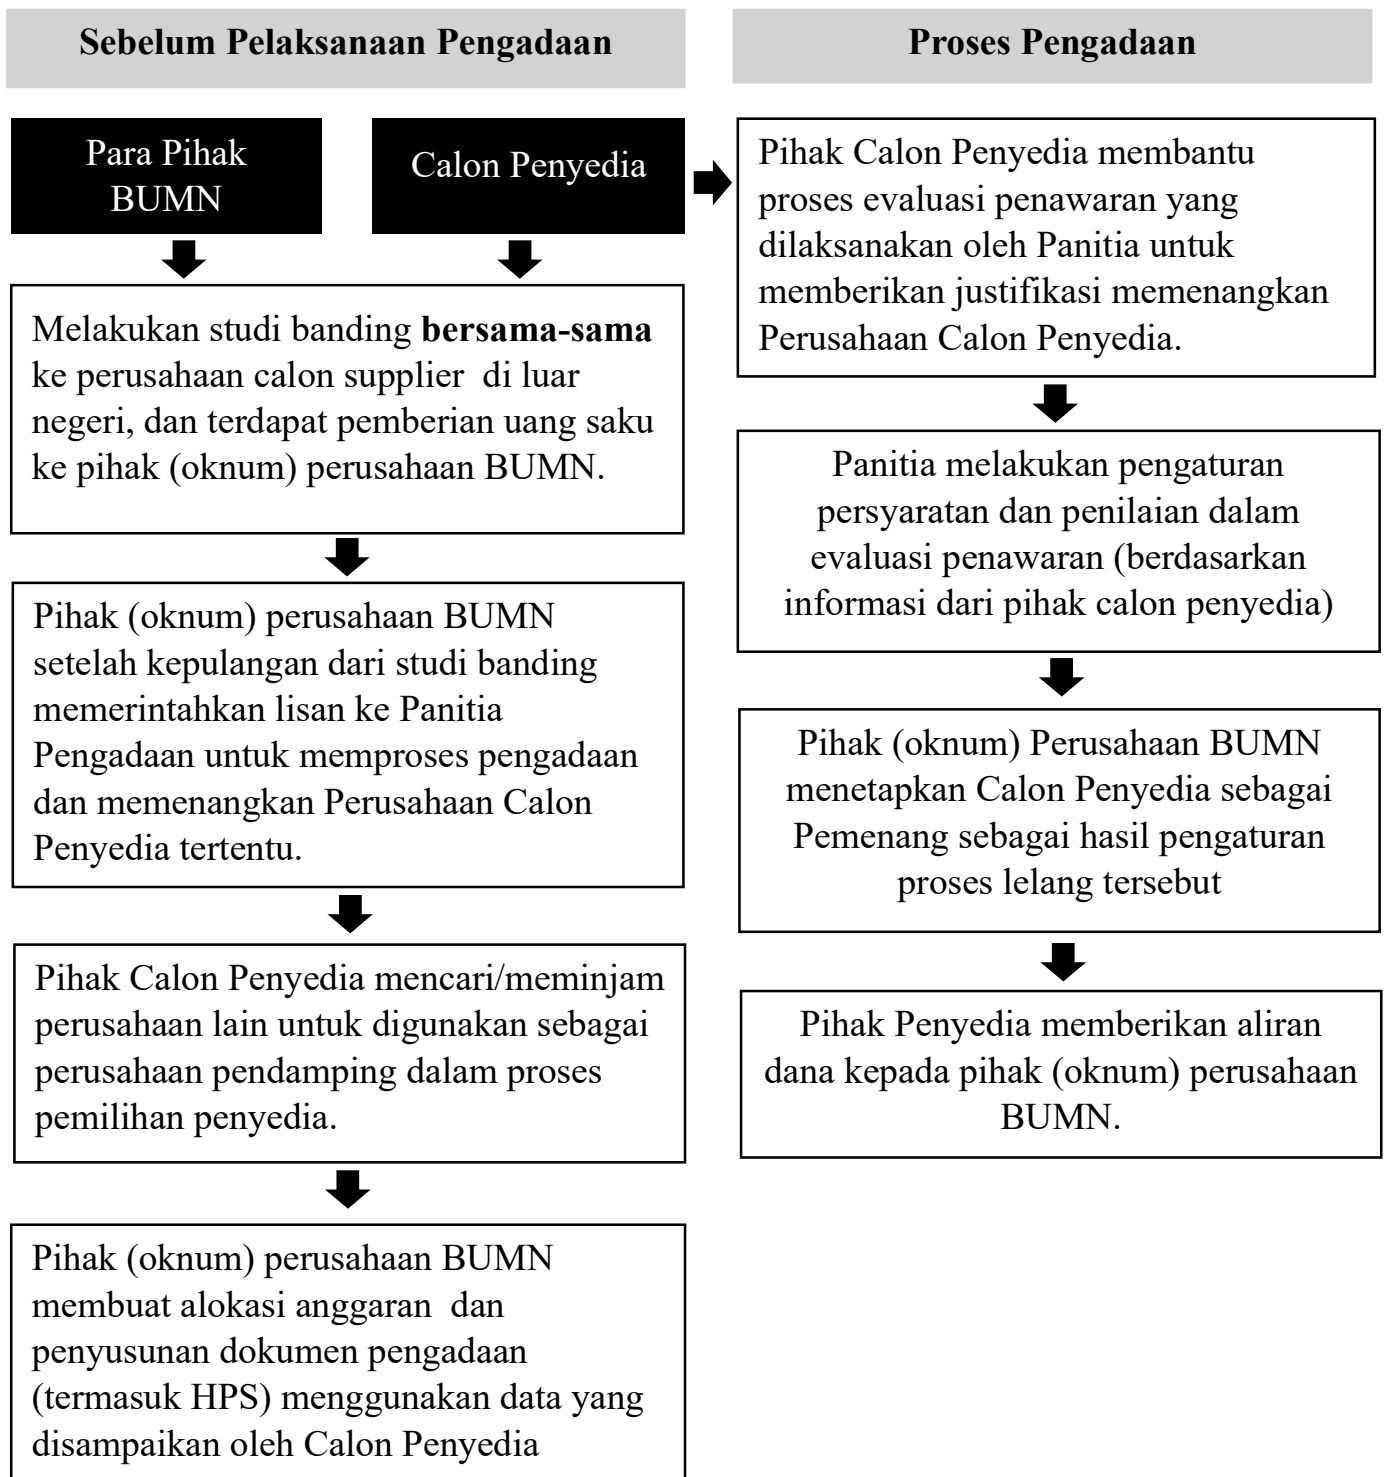 Sebelum Pelaksanaan Pengadaan
Para Pihak
BUMN
Calon Penyedia
Melakukan studi banding bersama-sama
ke perusahaan calon supplier di luar
negeri, dan terdapat pemberian uang saku
ke pihak (oknum) perusahaan BUMN.
Pihak (oknum) perusahaan BUMN
setelah kepulangan dari studi banding
memerintahkan lisan ke Panitia
Pengadaan untuk memproses pengadaan
dan memenangkan Perusahaan Calon
Penyedia tertentu.
Pihak Calon Penyedia mencari/meminjam
perusahaan lain untuk digunakan sebagai
perusahaan pendamping dalam proses
pemilihan penyedia.
Pihak (oknum) perusahaan BUMN
membuat alokasi anggaran dan
penyusunan dokumen pengadaan
(termasuk HPS) menggunakan data yang
disampaikan oleh Calon Penyedia
Proses Pengadaan
Pihak Calon Penyedia membantu
proses evaluasi penawaran yang
dilaksanakan oleh Panitia untuk
memberikan justifikasi memenangkan
Perusahaan Calon Penyedia.
Panitia melakukan pengaturan
persyaratan dan penilaian dalam
evaluasi penawaran (berdasarkan
informasi dari pihak calon penyedia)
Pihak (oknum) Perusahaan BUMN
menetapkan Calon Penyedia sebagai
Pemenang sebagai hasil pengaturan
proses lelang tersebut
Pihak Penyedia memberikan aliran
dana kepada pihak (oknum) perusahaan
BUMN.